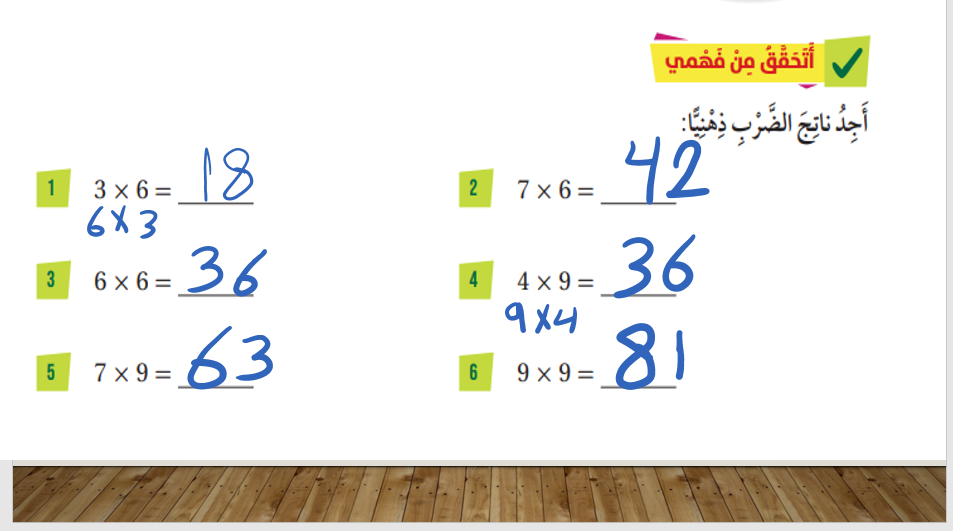 أَتَحَقَّقُ مِنْ فَهْمي
أَجِدُ ناتِجَ الضَّرْبِ ذِهْنِيًّا:
1 3 × 6 = 18
6 x 3
2 7 × 6 = 42
3 6 × 6 = 36
4 4 × 9 = 36
9 x 4
5 7 × 9 = 63
6 9 × 9 = 81